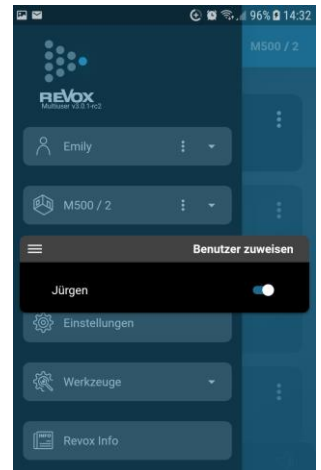 96% 14:32
M500 / 2
REVOX
Multiuser v3.0.1-rc2
Emily
M500 / 2
Benutzer zuweisen
Jürgen
Einstellungen
Werkzeuge
Revox Info